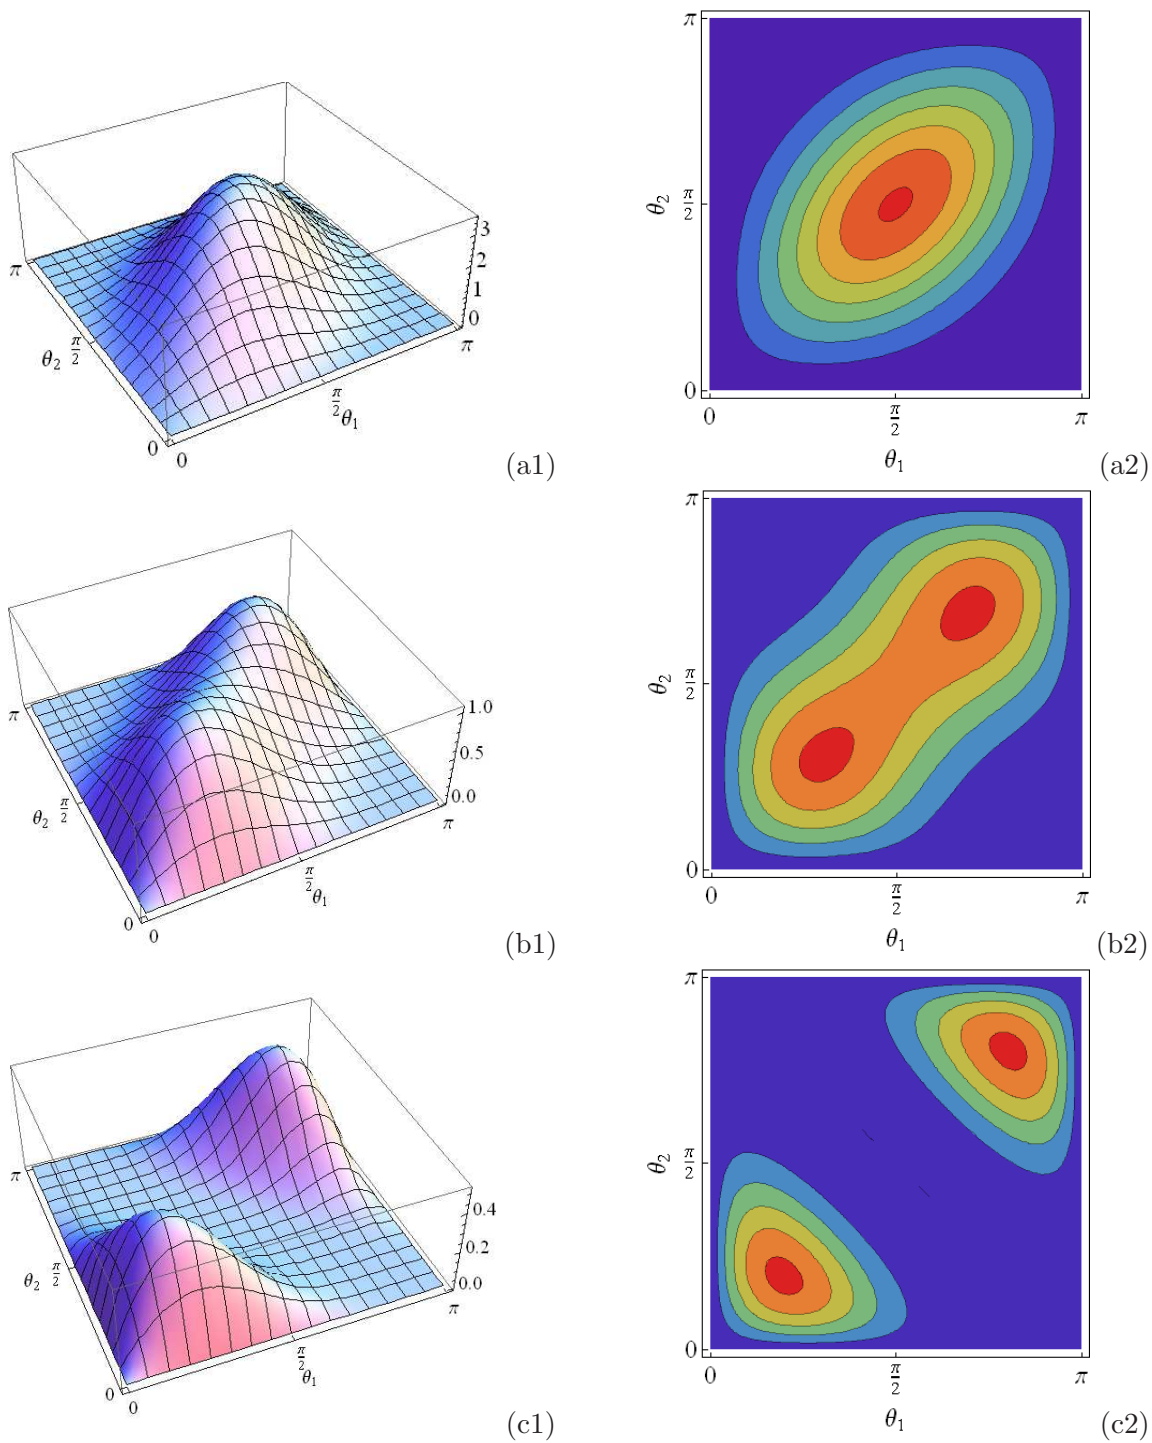 π
θ₂ π/2
0
0
π/2 θ₁
π
3
2
1
0
(a1)
π
θ₂ π/2
0
0
π/2
π
θ₁
(a2)
π
θ₂ π/2
0
0
π/2 θ₁
π
1.0
0.5
0.0
(b1)
π
θ₂ π/2
0
0
π/2
π
θ₁
(b2)
π
θ₂ π/2
0
0
π/2 θ₁
π
0.4
0.2
0.0
(c1)
π
θ₂ π/2
0
0
π/2
π
θ₁
(c2)